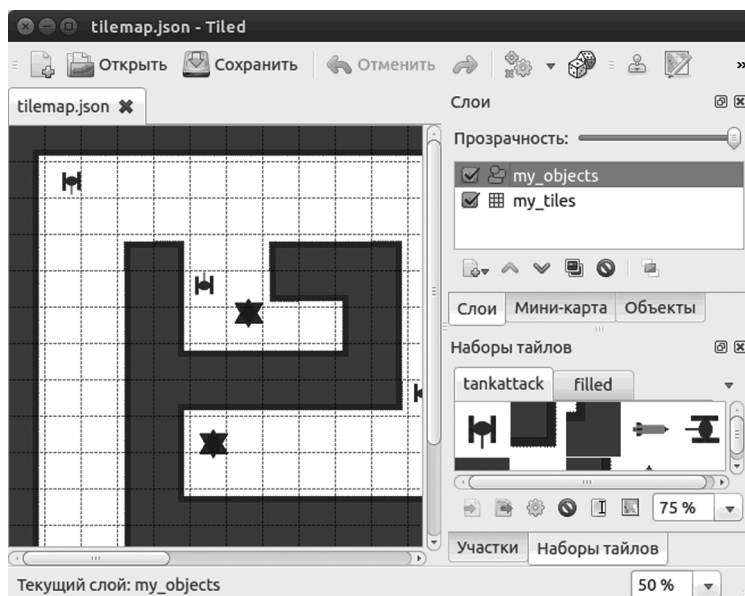 tilemap.json - Tiled
Открыть Сохранить Отменить »
tilemap.json
Слои
Прозрачность:
my_objects
my_tiles
Слои Мини-карта Объекты
Наборы тайлов
tankattack filled
75 %
Участки Наборы тайлов
Текущий слой: my_objects 50 %